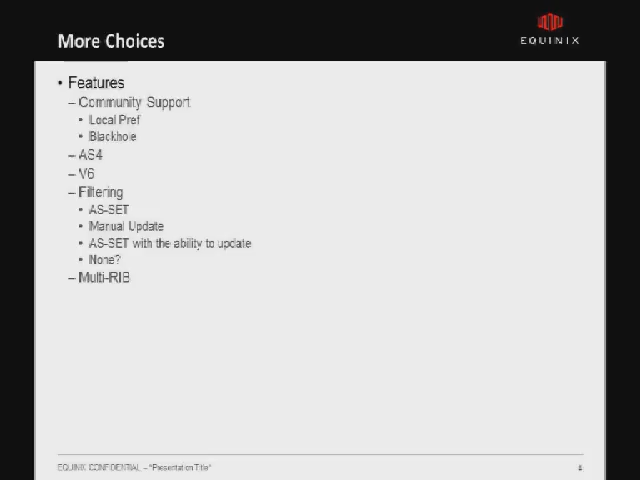 More Choices
EQUINIX
• Features
– Community Support
• Local Pref
• Blackhole
– AS4
– V6
– Filtering
• AS-SET
• Manual Update
• AS-SET with the ability to update
• None?
– Multi-RIB
EQUINIX CONFIDENTIAL – "Presentation Title"